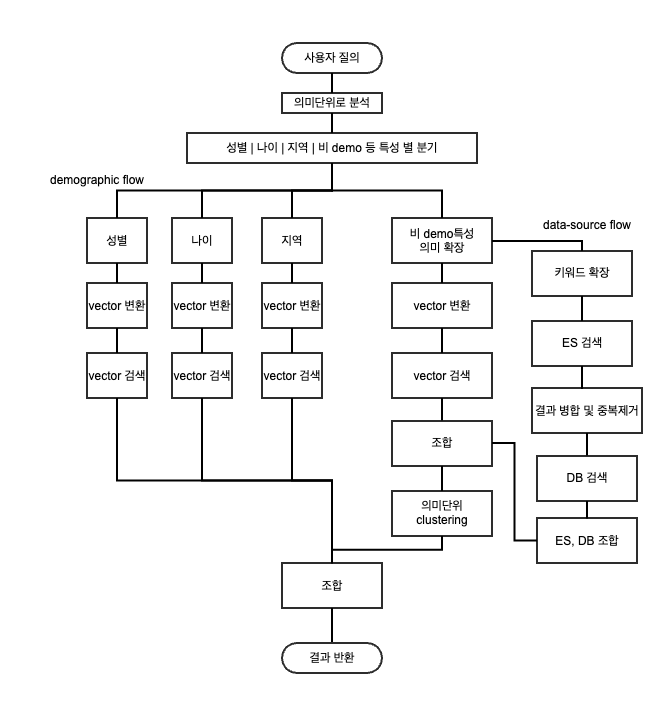 사용자 질의
의미단위로 분석
성별 | 나이 | 지역 | 비 demo 등 특성 별 분기
demographic flow
data-source flow
성별
나이
지역
비 demo특성
의미 확장
키워드 확장
vector 변환
vector 변환
vector 변환
vector 변환
ES 검색
vector 검색
vector 검색
vector 검색
vector 검색
결과 병합 및 중복제거
조합
DB 검색
의미단위
clustering
ES, DB 조합
조합
결과 반환